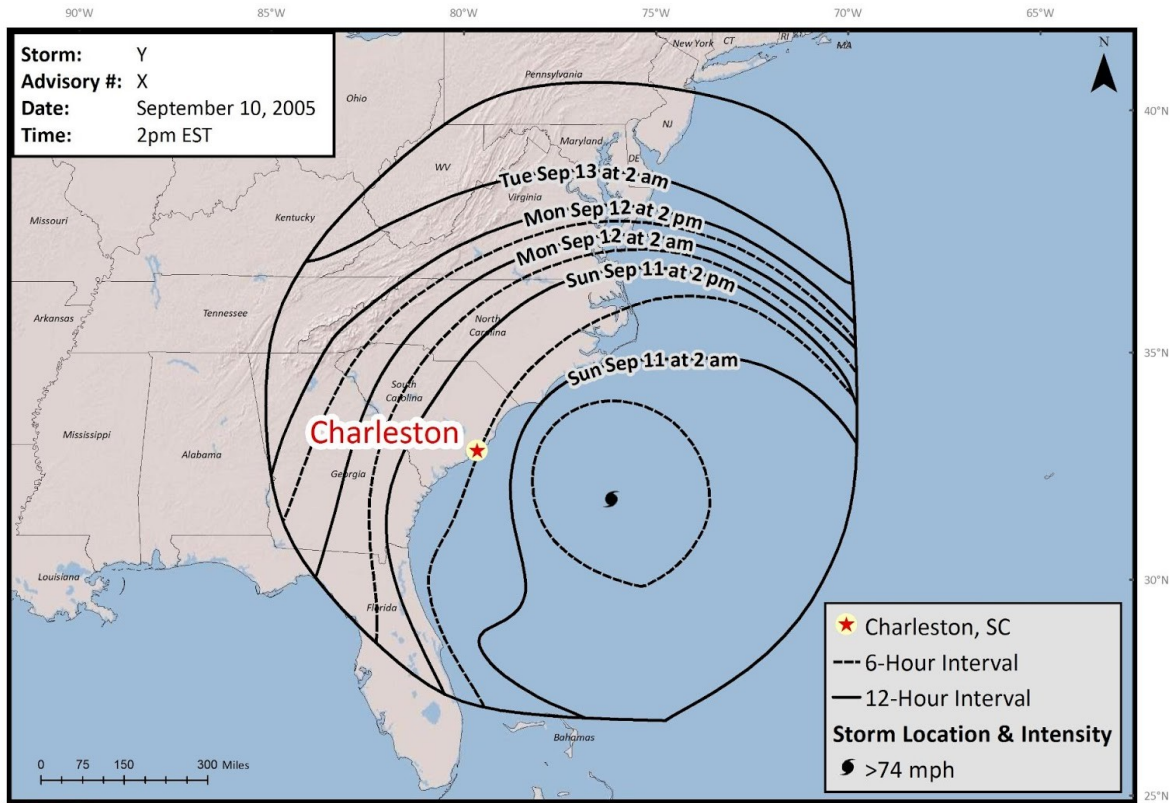 90°W 85°W 80°W 75°W 70°W 65°W
Storm: Y
Advisory #: X
Date: September 10, 2005
Time: 2pm EST
N
New York
CT
RI
MA
Pennsylvania
Ohio
NJ
40°N
Maryland
DE
WV
Tue Sep 13 at 2 am
Virginia
Missouri
Kentucky
Mon Sep 12 at 2 pm
Mon Sep 12 at 2 am
Sun Sep 11 at 2 pm
Arkansas
Tennessee
North
Carolina
35°N
Sun Sep 11 at 2 am
South
Carolina
Charleston
Mississippi
Alabama
Georgia
Louisiana
30°N
Florida
Bahamas
Charleston, SC
6-Hour Interval
12-Hour Interval
Storm Location & Intensity
>74 mph
0 75 150 300 Miles
25°N